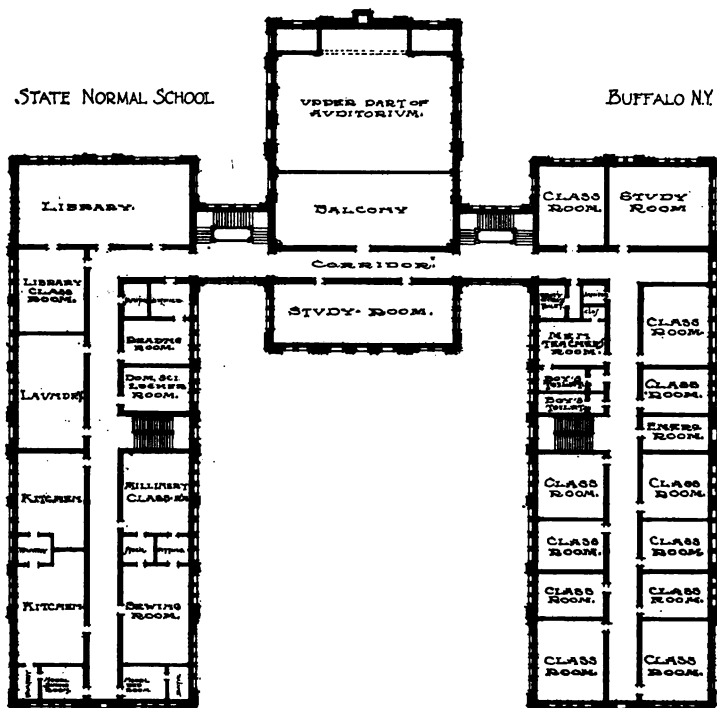 STATE NORMAL SCHOOL
BUFFALO N.Y.
UPPER PART OF
AUDITORIUM.
LIBRARY.
BALCONY
CLASS
ROOM.
STUDY
ROOM
CORRIDOR.
LIBRARY
CLASS
ROOM.
STUDY-ROOM.
READING
ROOM.
MEN
TEACHERS
ROOM.
CLASS
ROOM.
LAUNDRY
DOM. SCI.
LOCKER
ROOM.
BOY'S
TOILET
BOY'S
TOILET
CLASS
ROOM.
EMERG.
ROOM.
KITCHEN
MILLINERY
CLASS-RM
CLASS
ROOM.
CLASS
ROOM.
PANTRY
CLASS
ROOM.
CLASS
ROOM.
KITCHEN
SEWING
ROOM.
CLASS
ROOM.
CLASS
ROOM.
CLASS
ROOM.
CLASS
ROOM.